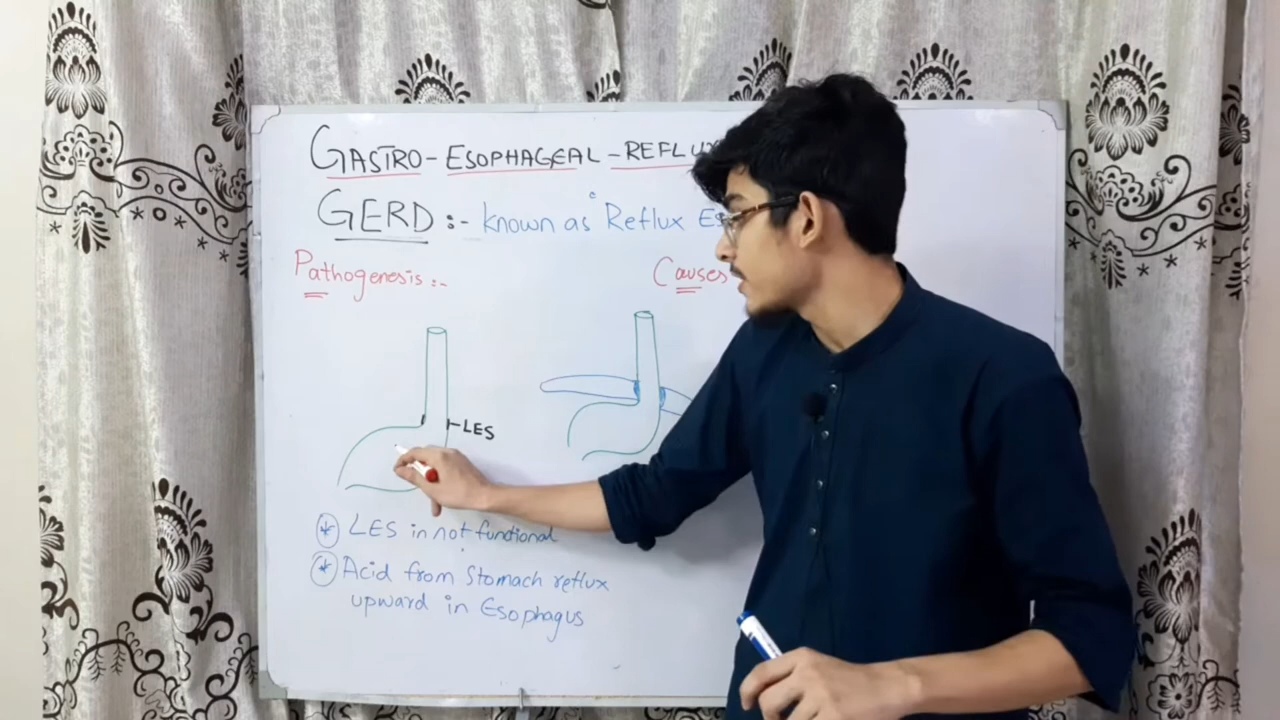 GASTRO-ESOPHAGEAL-REFLUX
GERD:- known as Reflux Es
Pathogenesis:-
Causes
LES
LES in not functional
Acid from Stomach reflux
upward in Esophagus